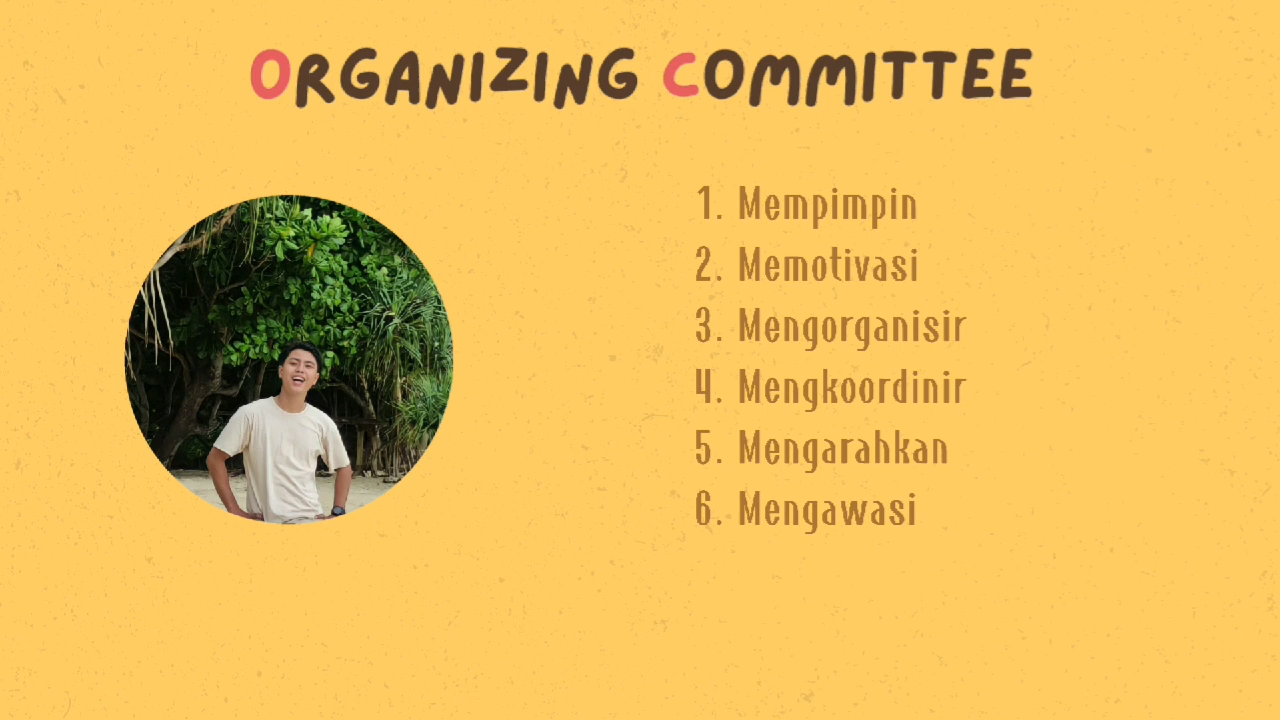 ORGANIZING COMMITTEE
1. Mempimpin
2. Memotivasi
3. Mengorganisir
4. Mengkoordinir
5. Mengarahkan
6. Mengawasi